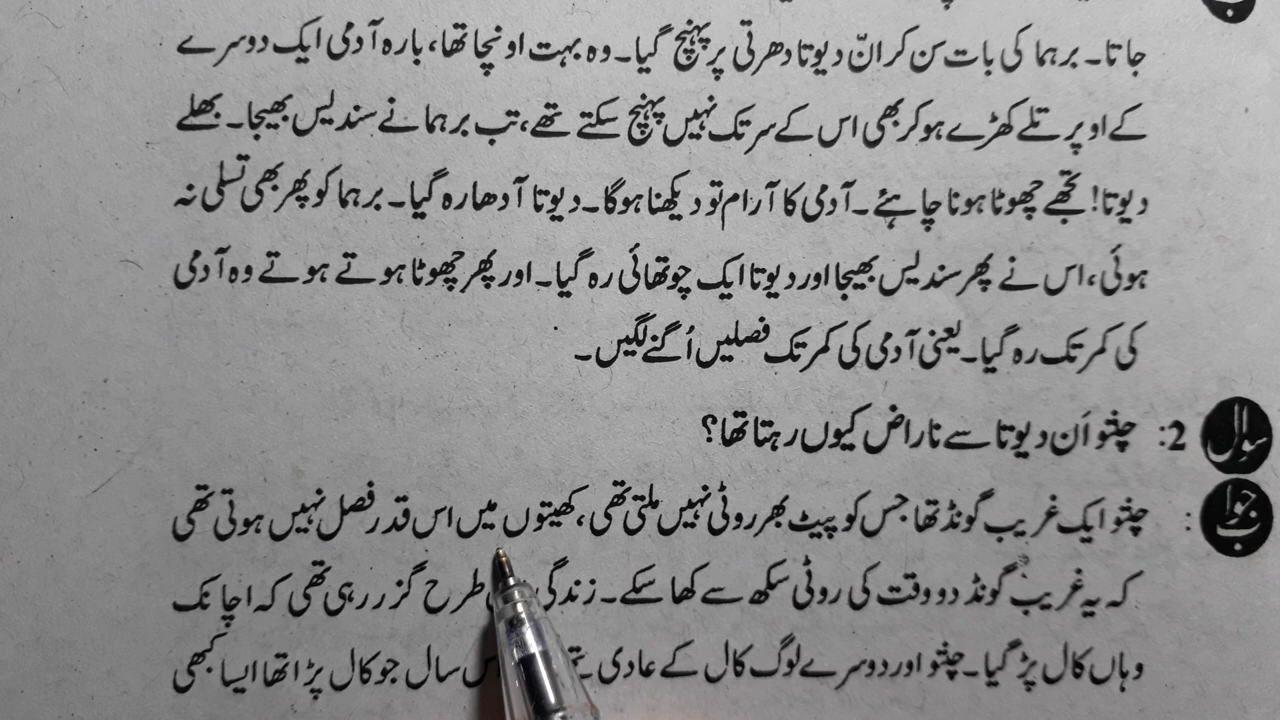 جاتا۔ برہما کی بات سن کر انّ دیوتا دھرتی پر پہنچ گیا۔ وہ بہت اونچا تھا، بارہ آدمی ایک دوسرے
کے اوپر تلے کھڑے ہو کر بھی اس کے سر تک نہیں پہنچ سکتے تھے، تب برہما نے سندیس بھیجا۔ بھلے
دیوتا! تجھے چھوٹا ہونا چاہئے۔ آدمی کا آرام تو دیکھنا ہوگا۔ دیوتا آدھا رہ گیا۔ برہما کو پھر بھی تسلی نہ
ہوئی، اس نے پھر سندیس بھیجا اور دیوتا ایک چوتھائی رہ گیا۔ اور پھر چھوٹا ہوتے ہوتے وہ آدمی
کی کمر تک رہ گیا۔ یعنی آدمی کی کمر تک فصلیں اُگنے لگیں۔
سوال 2: چنتو اَن دیوتا سے ناراض کیوں رہتا تھا؟
جواب : چنتو ایک غریب گونڈ تھا جس کو پیٹ بھر روٹی نہیں ملتی تھی، کھیتوں میں اس قدر فصل نہیں ہوتی تھی
کہ یہ غریب گونڈ دو وقت کی روٹی سکھ سے کھا سکے۔ زندگی طرح گزر رہی تھی کہ اچانک
وہاں کال پڑ گیا۔ چنتو اور دوسرے لوگ کال کے عادی سال جو کال پڑا تھا ایسا کبھی